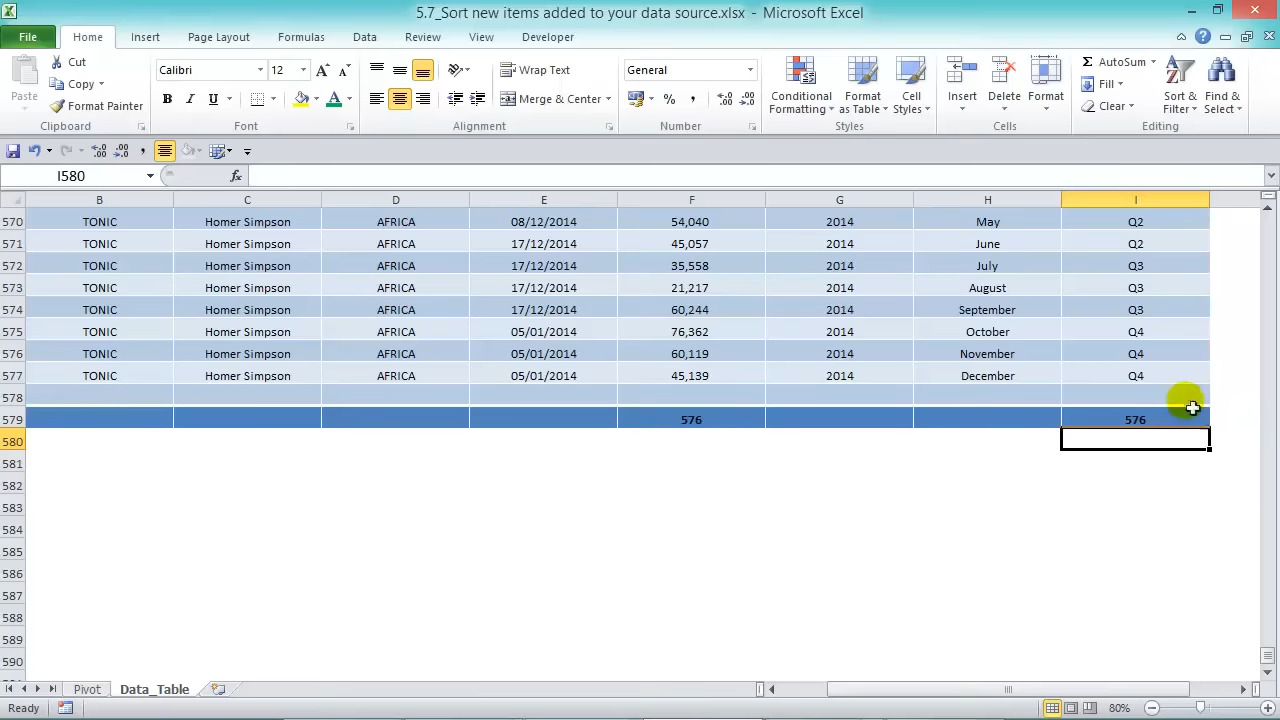 5.7_Sort new items added to your data source.xlsx - Microsoft Excel
File Home Insert Page Layout Formulas Data Review View Developer
Paste
Cut
Copy
Format Painter
Clipboard
Calibri 12
B I U
Font
Wrap Text
Merge & Center
Alignment
General
% ,
Number
Conditional Formatting
Format as Table
Cell Styles
Styles
Insert Delete Format
Cells
Σ AutoSum
Fill
Clear
Sort & Filter
Find & Select
Editing
I580 fx
B C D E F G H I
570 TONIC Homer Simpson AFRICA 08/12/2014 54,040 2014 May Q2
571 TONIC Homer Simpson AFRICA 17/12/2014 45,057 2014 June Q2
572 TONIC Homer Simpson AFRICA 17/12/2014 35,558 2014 July Q3
573 TONIC Homer Simpson AFRICA 17/12/2014 21,217 2014 August Q3
574 TONIC Homer Simpson AFRICA 17/12/2014 60,244 2014 September Q3
575 TONIC Homer Simpson AFRICA 05/01/2014 76,362 2014 October Q4
576 TONIC Homer Simpson AFRICA 05/01/2014 60,119 2014 November Q4
577 TONIC Homer Simpson AFRICA 05/01/2014 45,139 2014 December Q4
578
579 576 576
580
581
582
583
584
585
586
587
588
589
590
Pivot Data_Table
Ready 80%